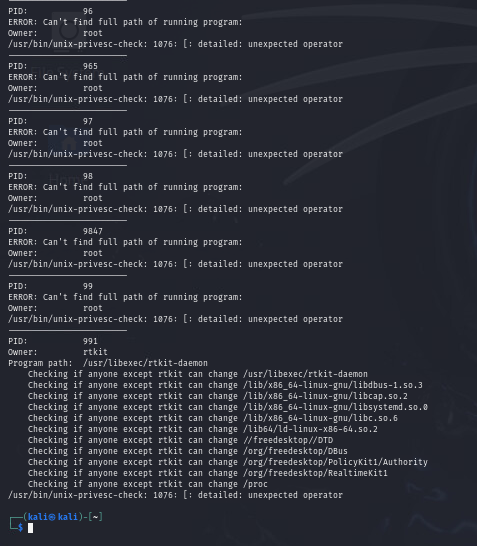 PID:           96
ERROR: Can't find full path of running program:
Owner:         root
/usr/bin/unix-privesc-check: 1076: [: detailed: unexpected operator
PID:           965
ERROR: Can't find full path of running program:
Owner:         root
/usr/bin/unix-privesc-check: 1076: [: detailed: unexpected operator
PID:           97
ERROR: Can't find full path of running program:
Owner:         root
/usr/bin/unix-privesc-check: 1076: [: detailed: unexpected operator
PID:           98
ERROR: Can't find full path of running program:
Owner:         root
/usr/bin/unix-privesc-check: 1076: [: detailed: unexpected operator
PID:           9847
ERROR: Can't find full path of running program:
Owner:         root
/usr/bin/unix-privesc-check: 1076: [: detailed: unexpected operator
PID:           99
ERROR: Can't find full path of running program:
Owner:         root
/usr/bin/unix-privesc-check: 1076: [: detailed: unexpected operator
PID:           991
Owner:         rtkit
Program path:  /usr/libexec/rtkit-daemon
    Checking if anyone except rtkit can change /usr/libexec/rtkit-daemon
    Checking if anyone except rtkit can change /lib/x86_64-linux-gnu/libdbus-1.so.3
    Checking if anyone except rtkit can change /lib/x86_64-linux-gnu/libcap.so.2
    Checking if anyone except rtkit can change /lib/x86_64-linux-gnu/libsystemd.so.0
    Checking if anyone except rtkit can change /lib/x86_64-linux-gnu/libc.so.6
    Checking if anyone except rtkit can change /lib64/ld-linux-x86-64.so.2
    Checking if anyone except rtkit can change //freedesktop//DTD
    Checking if anyone except rtkit can change /org/freedesktop/DBus
    Checking if anyone except rtkit can change /org/freedesktop/PolicyKit1/Authority
    Checking if anyone except rtkit can change /org/freedesktop/RealtimeKit1
    Checking if anyone except rtkit can change /proc
/usr/bin/unix-privesc-check: 1076: [: detailed: unexpected operator
┌──(kali㉿kali)-[~]
└─$